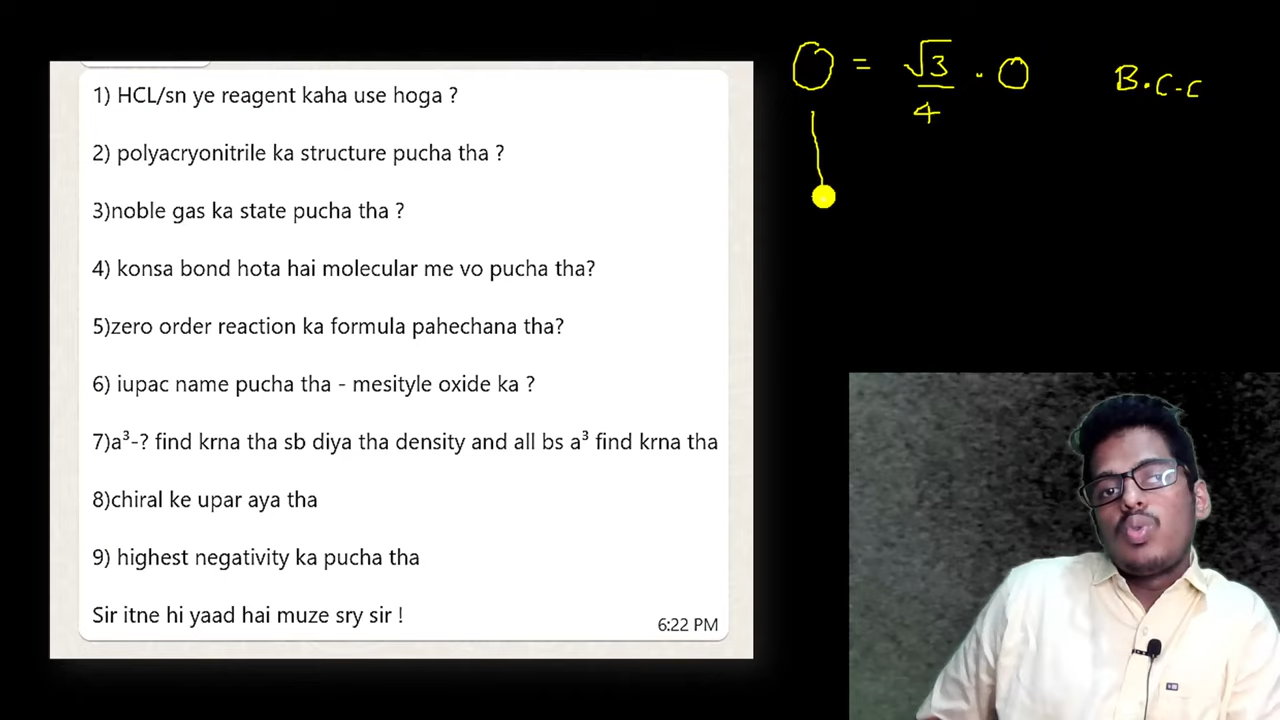 1) HCL/sn ye reagent kaha use hoga ?
2) polyacryonitrile ka structure pucha tha ?
3)noble gas ka state pucha tha ?
4) konsa bond hota hai molecular me vo pucha tha?
5)zero order reaction ka formula pahechana tha?
6) iupac name pucha tha - mesityle oxide ka ?
7)a³-? find krna tha sb diya tha density and all bs a³ find krna tha
8)chiral ke upar aya tha
9) highest negativity ka pucha tha
Sir itne hi yaad hai muze sry sir !
6:22 PM
O = √3/4 · O B.C-C